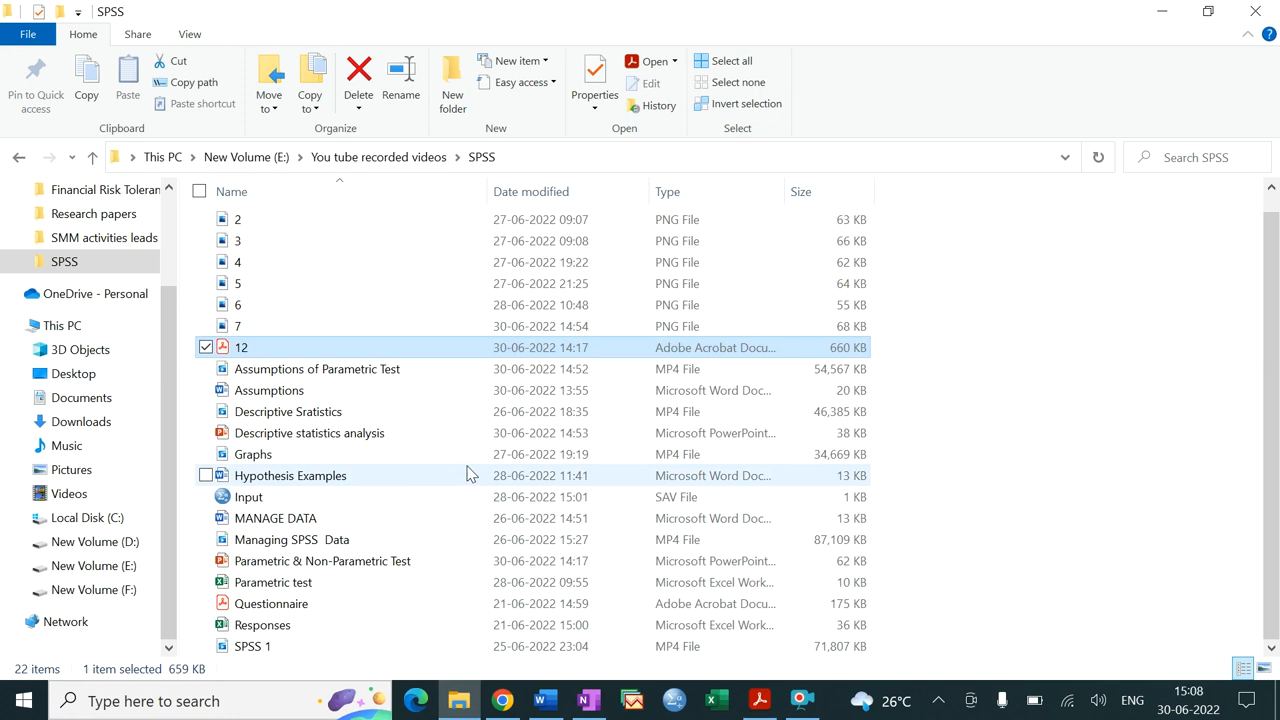 SPSS
File Home Share View
Pin to Quick access
Copy
Paste
Cut
Copy path
Paste shortcut
Clipboard
Move to
Copy to
Delete
Rename
Organize
New folder
New item
Easy access
New
Properties
Open
Edit
History
Open
Select all
Select none
Invert selection
Select
This PC New Volume (E:) You tube recorded videos SPSS
Search SPSS
Financial Risk Toleran
Research papers
SMM activities leads
SPSS
OneDrive - Personal
This PC
3D Objects
Desktop
Documents
Downloads
Music
Pictures
Videos
Local Disk (C:)
New Volume (D:)
New Volume (E:)
New Volume (F:)
Network
Name Date modified Type Size
2 27-06-2022 09:07 PNG File 63 KB
3 27-06-2022 09:08 PNG File 66 KB
4 27-06-2022 19:22 PNG File 62 KB
5 27-06-2022 21:25 PNG File 64 KB
6 28-06-2022 10:48 PNG File 55 KB
7 30-06-2022 14:54 PNG File 68 KB
12 30-06-2022 14:17 Adobe Acrobat Docu... 660 KB
Assumptions of Parametric Test 30-06-2022 14:52 MP4 File 54,567 KB
Assumptions 30-06-2022 13:55 Microsoft Word Doc... 20 KB
Descriptive Sratistics 26-06-2022 18:35 MP4 File 46,385 KB
Descriptive statistics analysis 30-06-2022 14:53 Microsoft PowerPoint... 38 KB
Graphs 27-06-2022 19:19 MP4 File 34,669 KB
Hypothesis Examples 28-06-2022 11:41 Microsoft Word Doc... 13 KB
Input 28-06-2022 15:01 SAV File 1 KB
MANAGE DATA 26-06-2022 14:51 Microsoft Word Doc... 13 KB
Managing SPSS Data 26-06-2022 15:27 MP4 File 87,109 KB
Parametric & Non-Parametric Test 30-06-2022 14:17 Microsoft PowerPoint... 62 KB
Parametric test 28-06-2022 09:55 Microsoft Excel Work... 10 KB
Questionnaire 21-06-2022 14:59 Adobe Acrobat Docu... 175 KB
Responses 21-06-2022 15:00 Microsoft Excel Work... 36 KB
SPSS 1 25-06-2022 23:04 MP4 File 71,807 KB
22 items 1 item selected 659 KB
Type here to search
26°C
ENG
15:08
30-06-2022